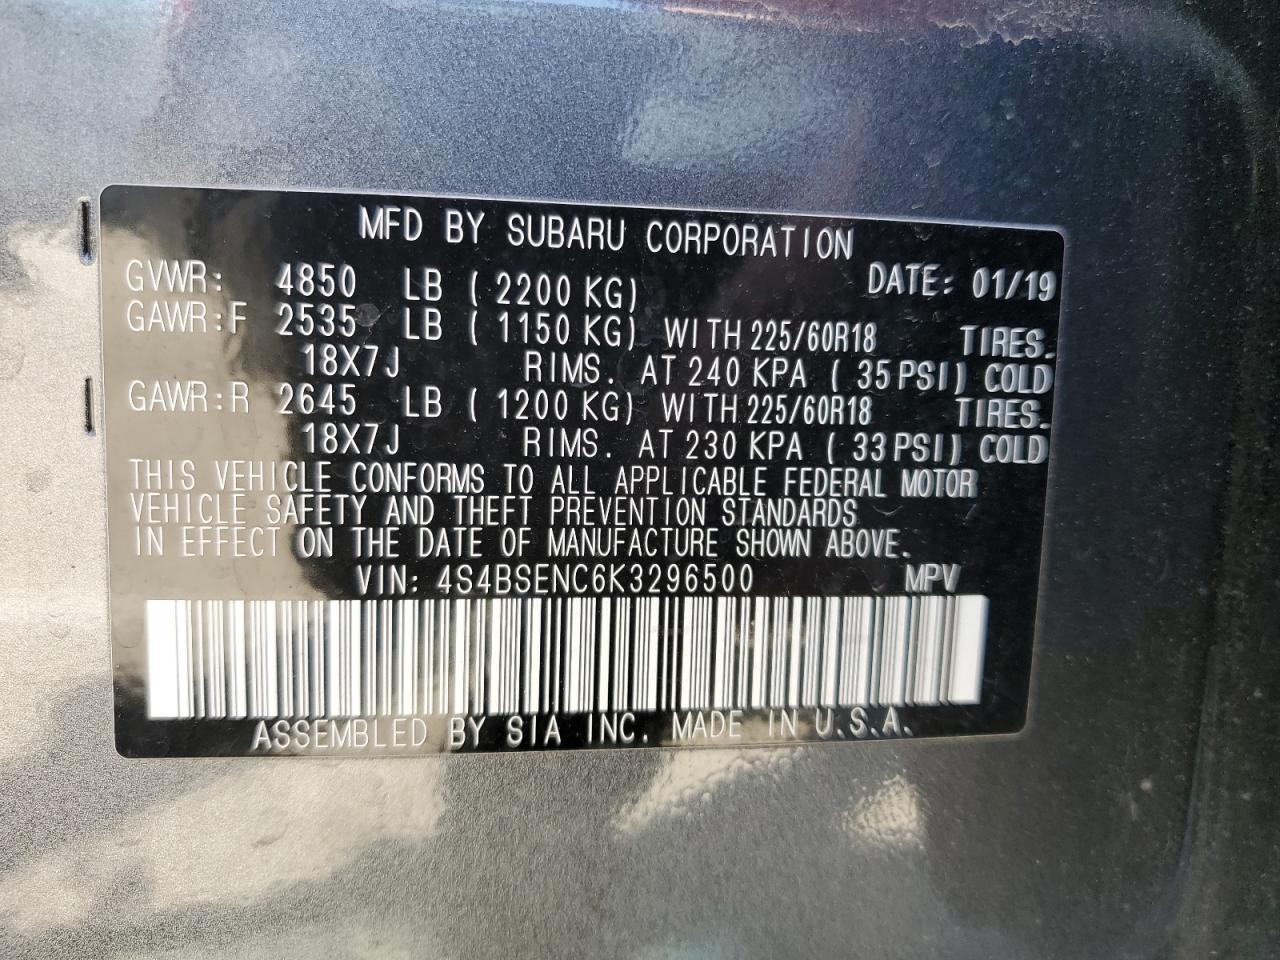 MFD BY SUBARU CORPORATION
GVWR: 4850 LB ( 2200 KG) DATE: 01/19
GAWR:F 2535 LB ( 1150 KG) WITH 225/60R18 TIRES.
18X7J RIMS. AT 240 KPA ( 35 PSI) COLD
GAWR:R 2645 LB ( 1200 KG) WITH 225/60R18 TIRES.
18X7J RIMS. AT 230 KPA ( 33 PSI) COLD
THIS VEHICLE CONFORMS TO ALL APPLICABLE FEDERAL MOTOR
VEHICLE SAFETY AND THEFT PREVENTION STANDARDS
IN EFFECT ON THE DATE OF MANUFACTURE SHOWN ABOVE.
VIN: 4S4BSENC6K3296500 MPV
ASSEMBLED BY SIA INC. MADE IN U.S.A.